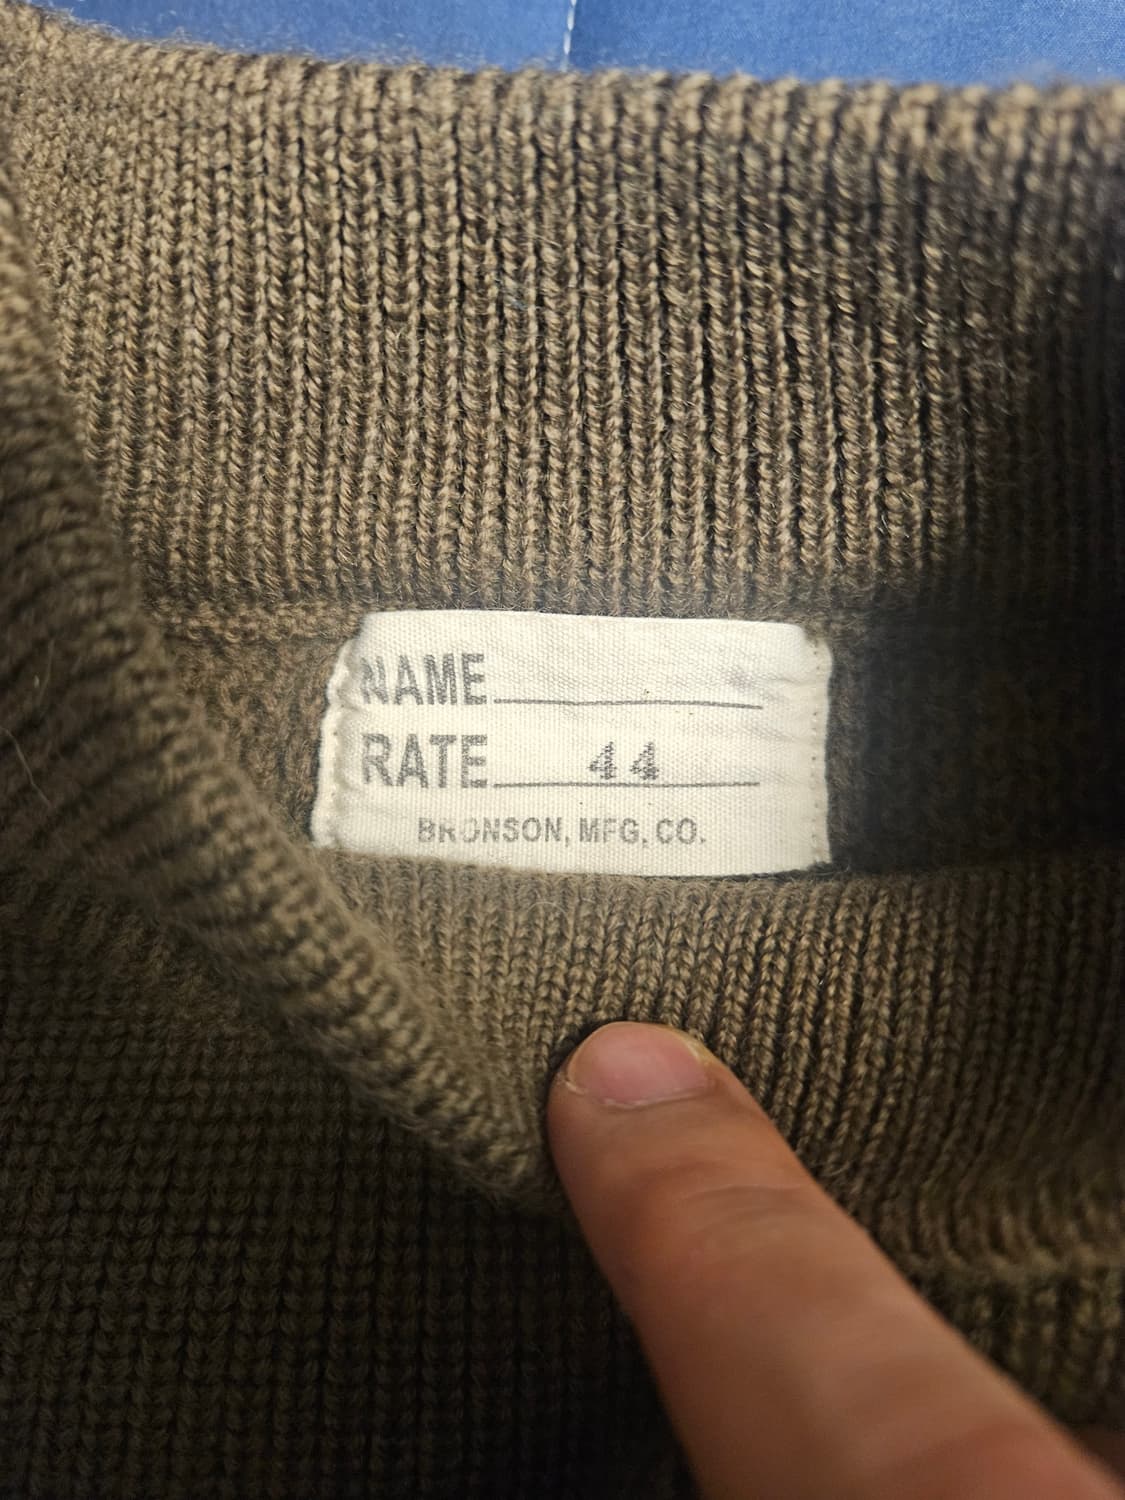 NAME
RATE 44
BRONSON, MFG, CO.